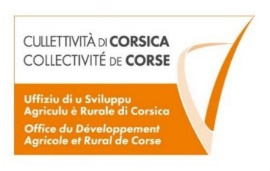 CULLETTIVITÀ DI CORSICA
COLLECTIVITÉ DE CORSE
Uffiziu di u Sviluppu
Agriculu è Rurale di Corsica
Office du Développement
Agricole et Rural de Corse